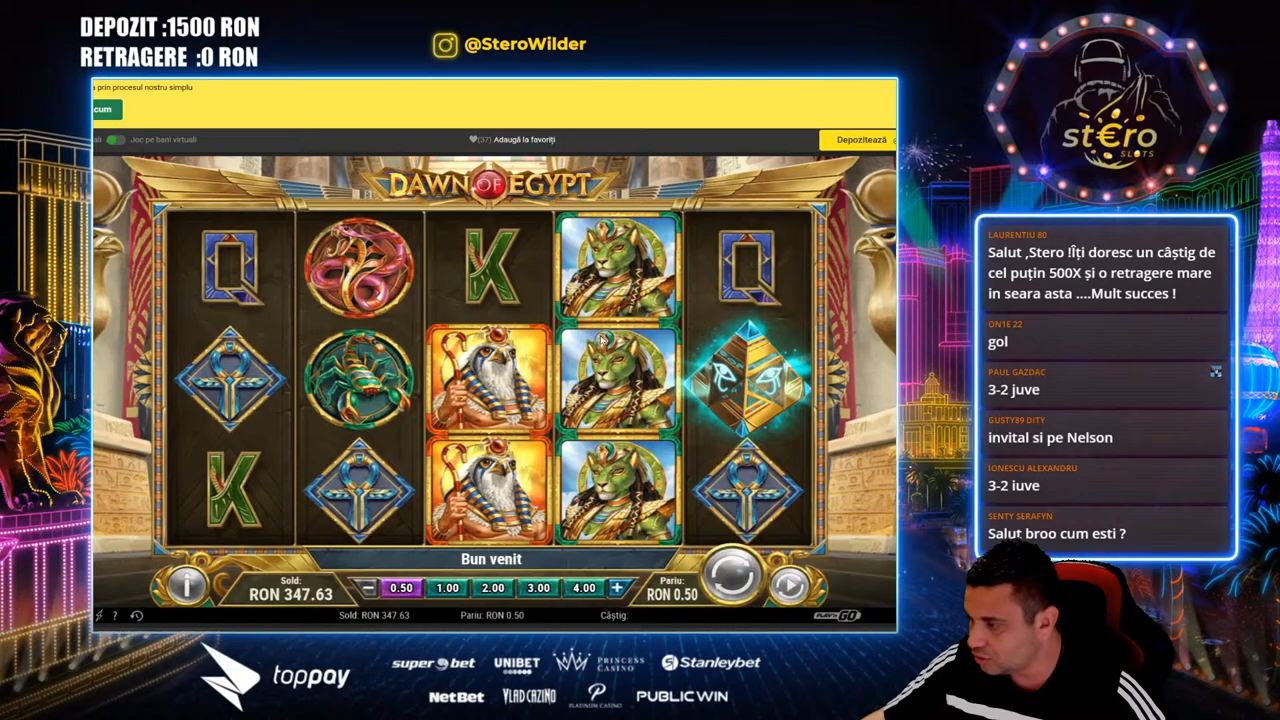 DEPOZIT :1500 RON
RETRAGERE :0 RON
@SteroWilder
st€ro
SLOTS
a prin procesul nostru simplu
cum
Joc pe bani virtuali
(37) Adaugă la favoriți
Depozitează
DAWN OF EGYPT
Q
K
Q
K
Bun venit
Sold:
RON 347.63
0.50
1.00
2.00
3.00
4.00
Pariu:
RON 0.50
Sold: RON 347.63
Pariu: RON 0.50
Câștig:
PLAY'n GO
LAURENTIU 80
Salut ,Stero !Îți doresc un câștig de
cel puțin 500X și o retragere mare
in seara asta ....Mult succes !
ON1E 22
gol
PAUL GAZDAC
3-2 juve
GUSTY89 DITY
invital si pe Nelson
IONESCU ALEXANDRU
3-2 iuve
SENTY SERAFYN
Salut broo cum esti ?
toppay
superbet
UNIBET
PRINCESS
CASINO
Stanleybet
NetBet
VLAD CAZINO
PLATINUM CASINO
PUBLICWIN